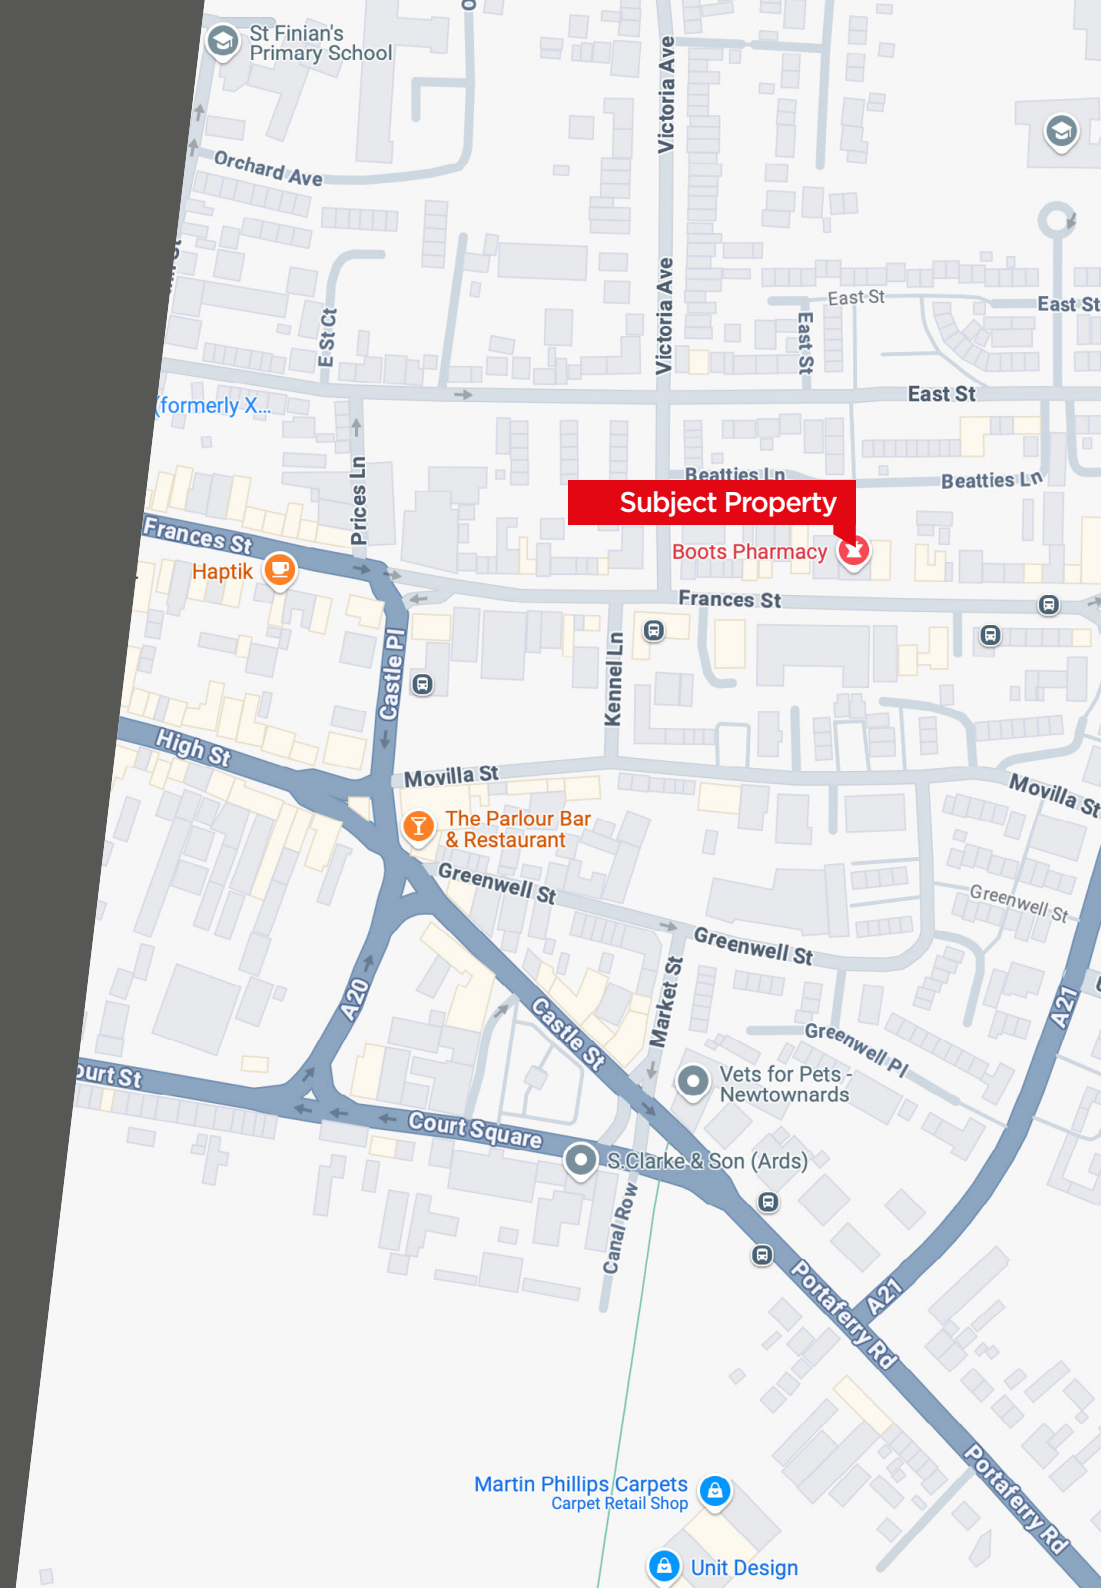 St Finian's
Primary School
Orchard Ave
Victoria Ave
Victoria Ave
E St Ct
East St
East St
East St
East St
(formerly X...
Prices Ln
Beatties Ln
Beatties Ln
Subject Property
Boots Pharmacy
Frances St
Haptik
Frances St
Castle Pl
Kennel Ln
High St
Movilla St
Movilla St
The Parlour Bar
& Restaurant
Greenwell St
Greenwell St
Greenwell St
Market St
A20
A21
Castle St
Greenwell Pl
Vets for Pets -
Newtownards
Court Square
S.Clarke & Son (Ards)
Canal Row
A21
Portaferry Rd
Portaferry Rd
Martin Phillips Carpets
Carpet Retail Shop
Unit Design